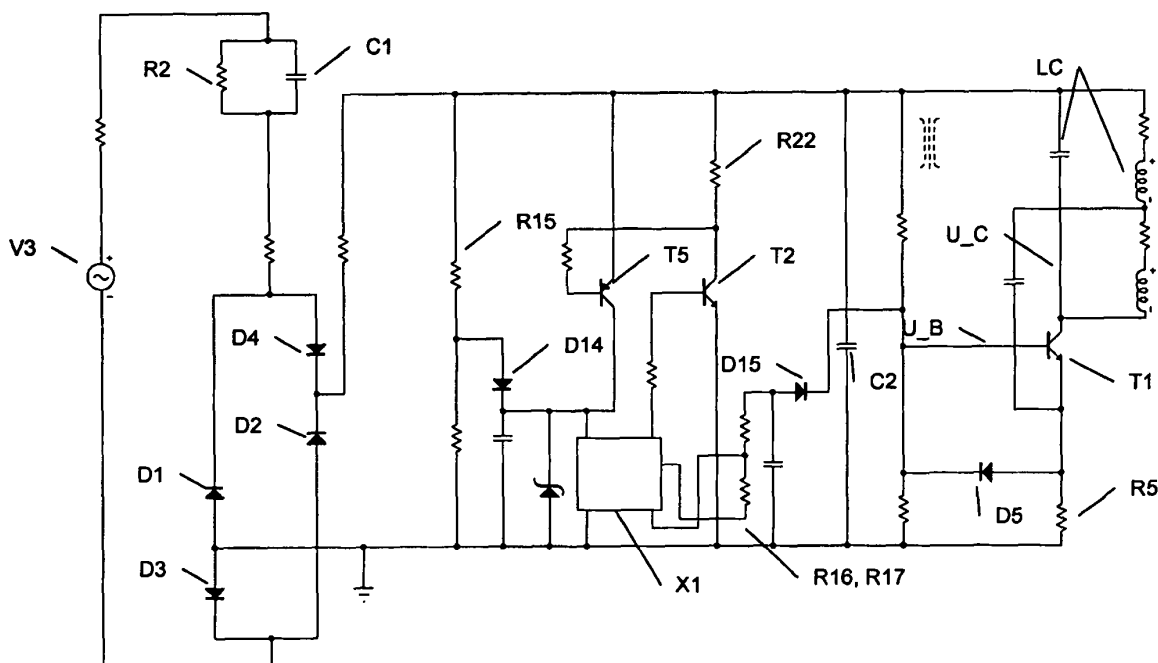 C1
R2
LC
R22
R15
U_C
V3
T5
T2
D4
D14
U_B
D15
C2
T1
D2
D1
R5
D5
D3
X1
R16, R17